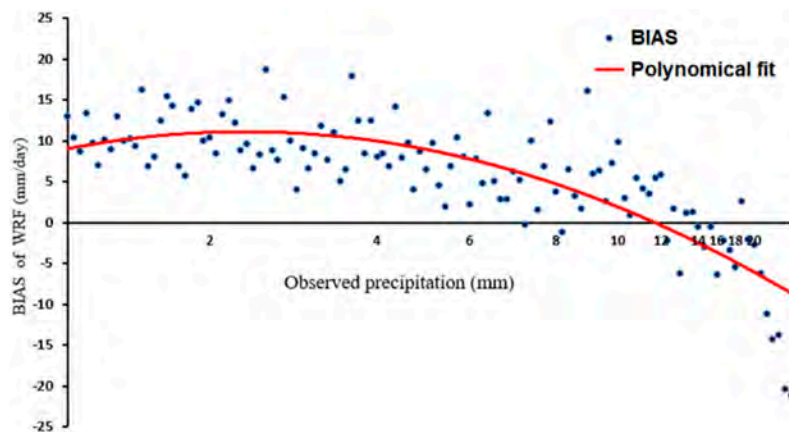 25
20
15
10
5
0
-5
-10
-15
-20
-25
BIAS of WRF (mm/day)
BIAS
Polynomical fit
2 4 6 8 10 12 14 16 18 20
Observed precipitation (mm)